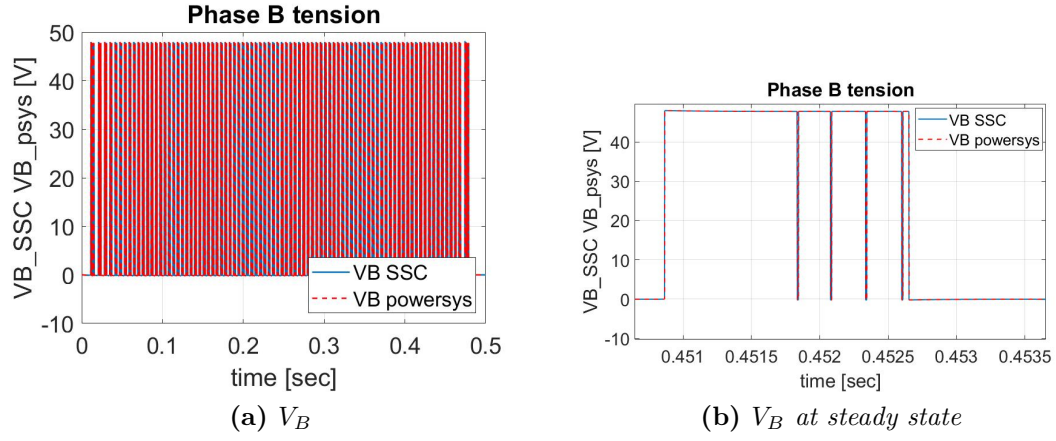 Phase B tension
VB_SSC VB_psys [V]
50
40
30
20
10
0
-10
VB SSC
VB powersys
0
0.1
0.2
0.3
0.4
0.5
time [sec]
(a) V_B
Phase B tension
VB_SSC VB_psys [V]
40
30
20
10
0
-10
VB SSC
VB powersys
0.451
0.4515
0.452
0.4525
0.453
0.4535
time [sec]
(b) V_B at steady state